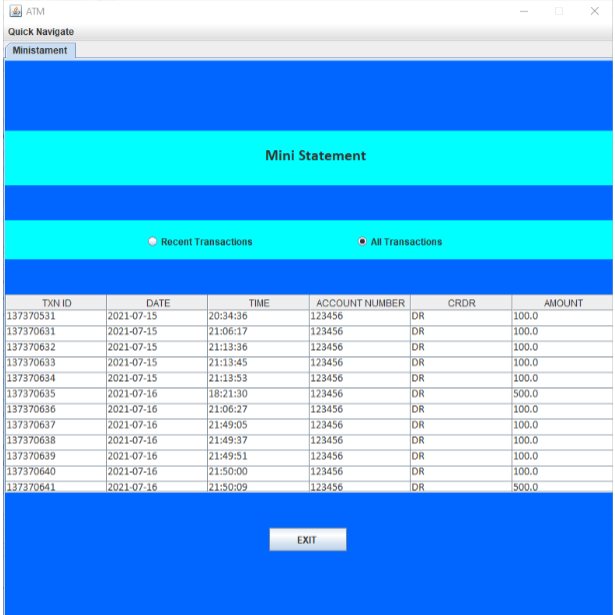 ATM
Quick Navigate
Ministament
Mini Statement
Recent Transactions All Transactions
TXN ID DATE TIME ACCOUNT NUMBER CRDR AMOUNT
137370531 2021-07-15 20:34:36 123456 DR 100.0
137370631 2021-07-15 21:06:17 123456 DR 100.0
137370632 2021-07-15 21:13:36 123456 DR 100.0
137370633 2021-07-15 21:13:45 123456 DR 100.0
137370634 2021-07-15 21:13:53 123456 DR 100.0
137370635 2021-07-16 18:21:30 123456 DR 500.0
137370636 2021-07-16 21:06:27 123456 DR 100.0
137370637 2021-07-16 21:49:05 123456 DR 100.0
137370638 2021-07-16 21:49:37 123456 DR 100.0
137370639 2021-07-16 21:49:51 123456 DR 100.0
137370640 2021-07-16 21:50:00 123456 DR 100.0
137370641 2021-07-16 21:50:09 123456 DR 500.0
EXIT